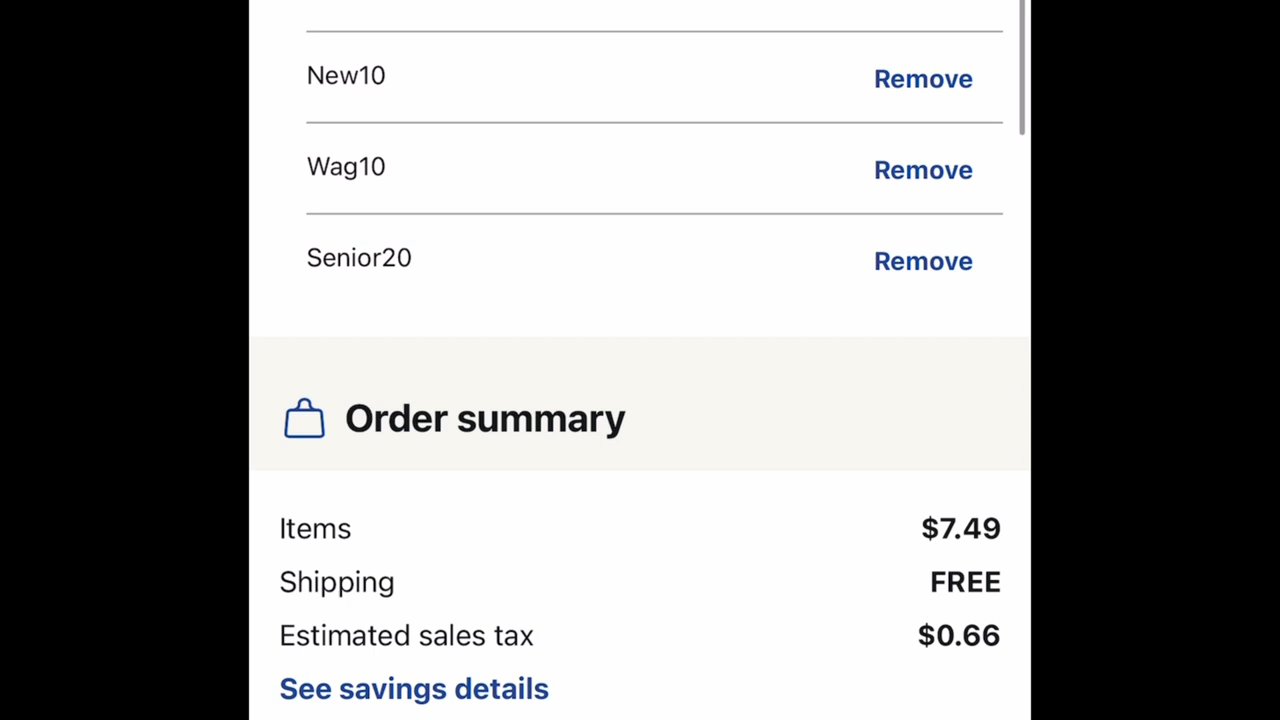 New10 Remove
Wag10 Remove
Senior20 Remove
Order summary
Items $7.49
Shipping FREE
Estimated sales tax $0.66
See savings details